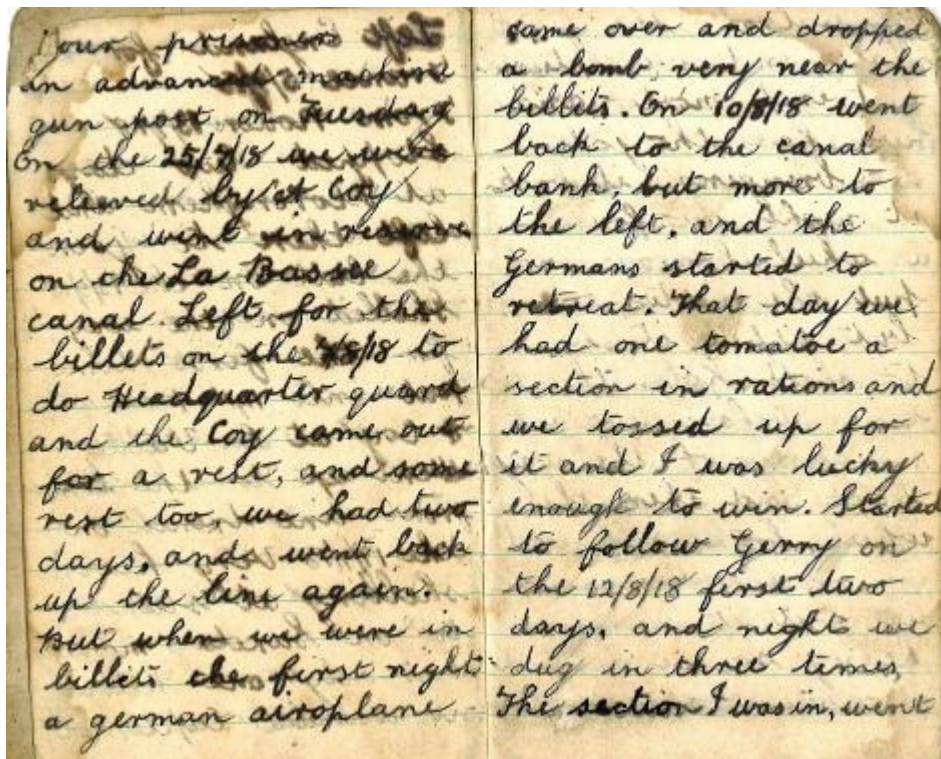 four prisoners
in advanced machine
gun post on Tuesday
On the 25/7/18 we were
releived by A Coy
and went in reserve
on the La Bassee
canal. Left for the
billets on the 7/8/18 to
do Headquarter guard
and the Coy came out
for a rest, and some
rest too, we had two
days, and went back
up the line again.
But when we were in
billits the first night
a german airoplane
came over and dropped
a bomb very near the
billits. On 10/8/18 went
back to the canal
bank. but more to
the left, and the
Germans started to
retreat. That day we
had one tomatoe a
section in rations and
we tossed up for
it and I was lucky
enough to win. Started
to follow Gerry on
the 12/8/18 first two
days, and night we
dug in three times,
The section I was in, went